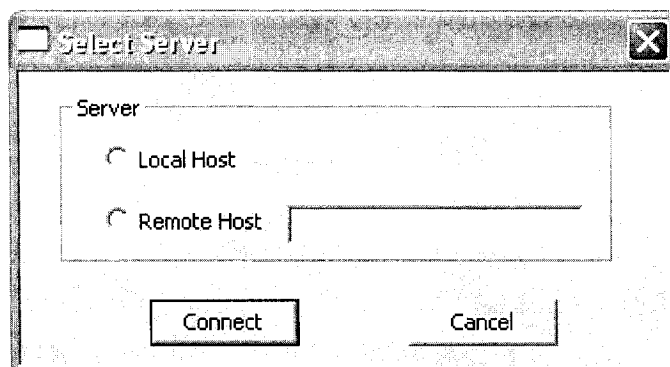 Select Server
Server
Local Host
Remote Host
Connect Cancel